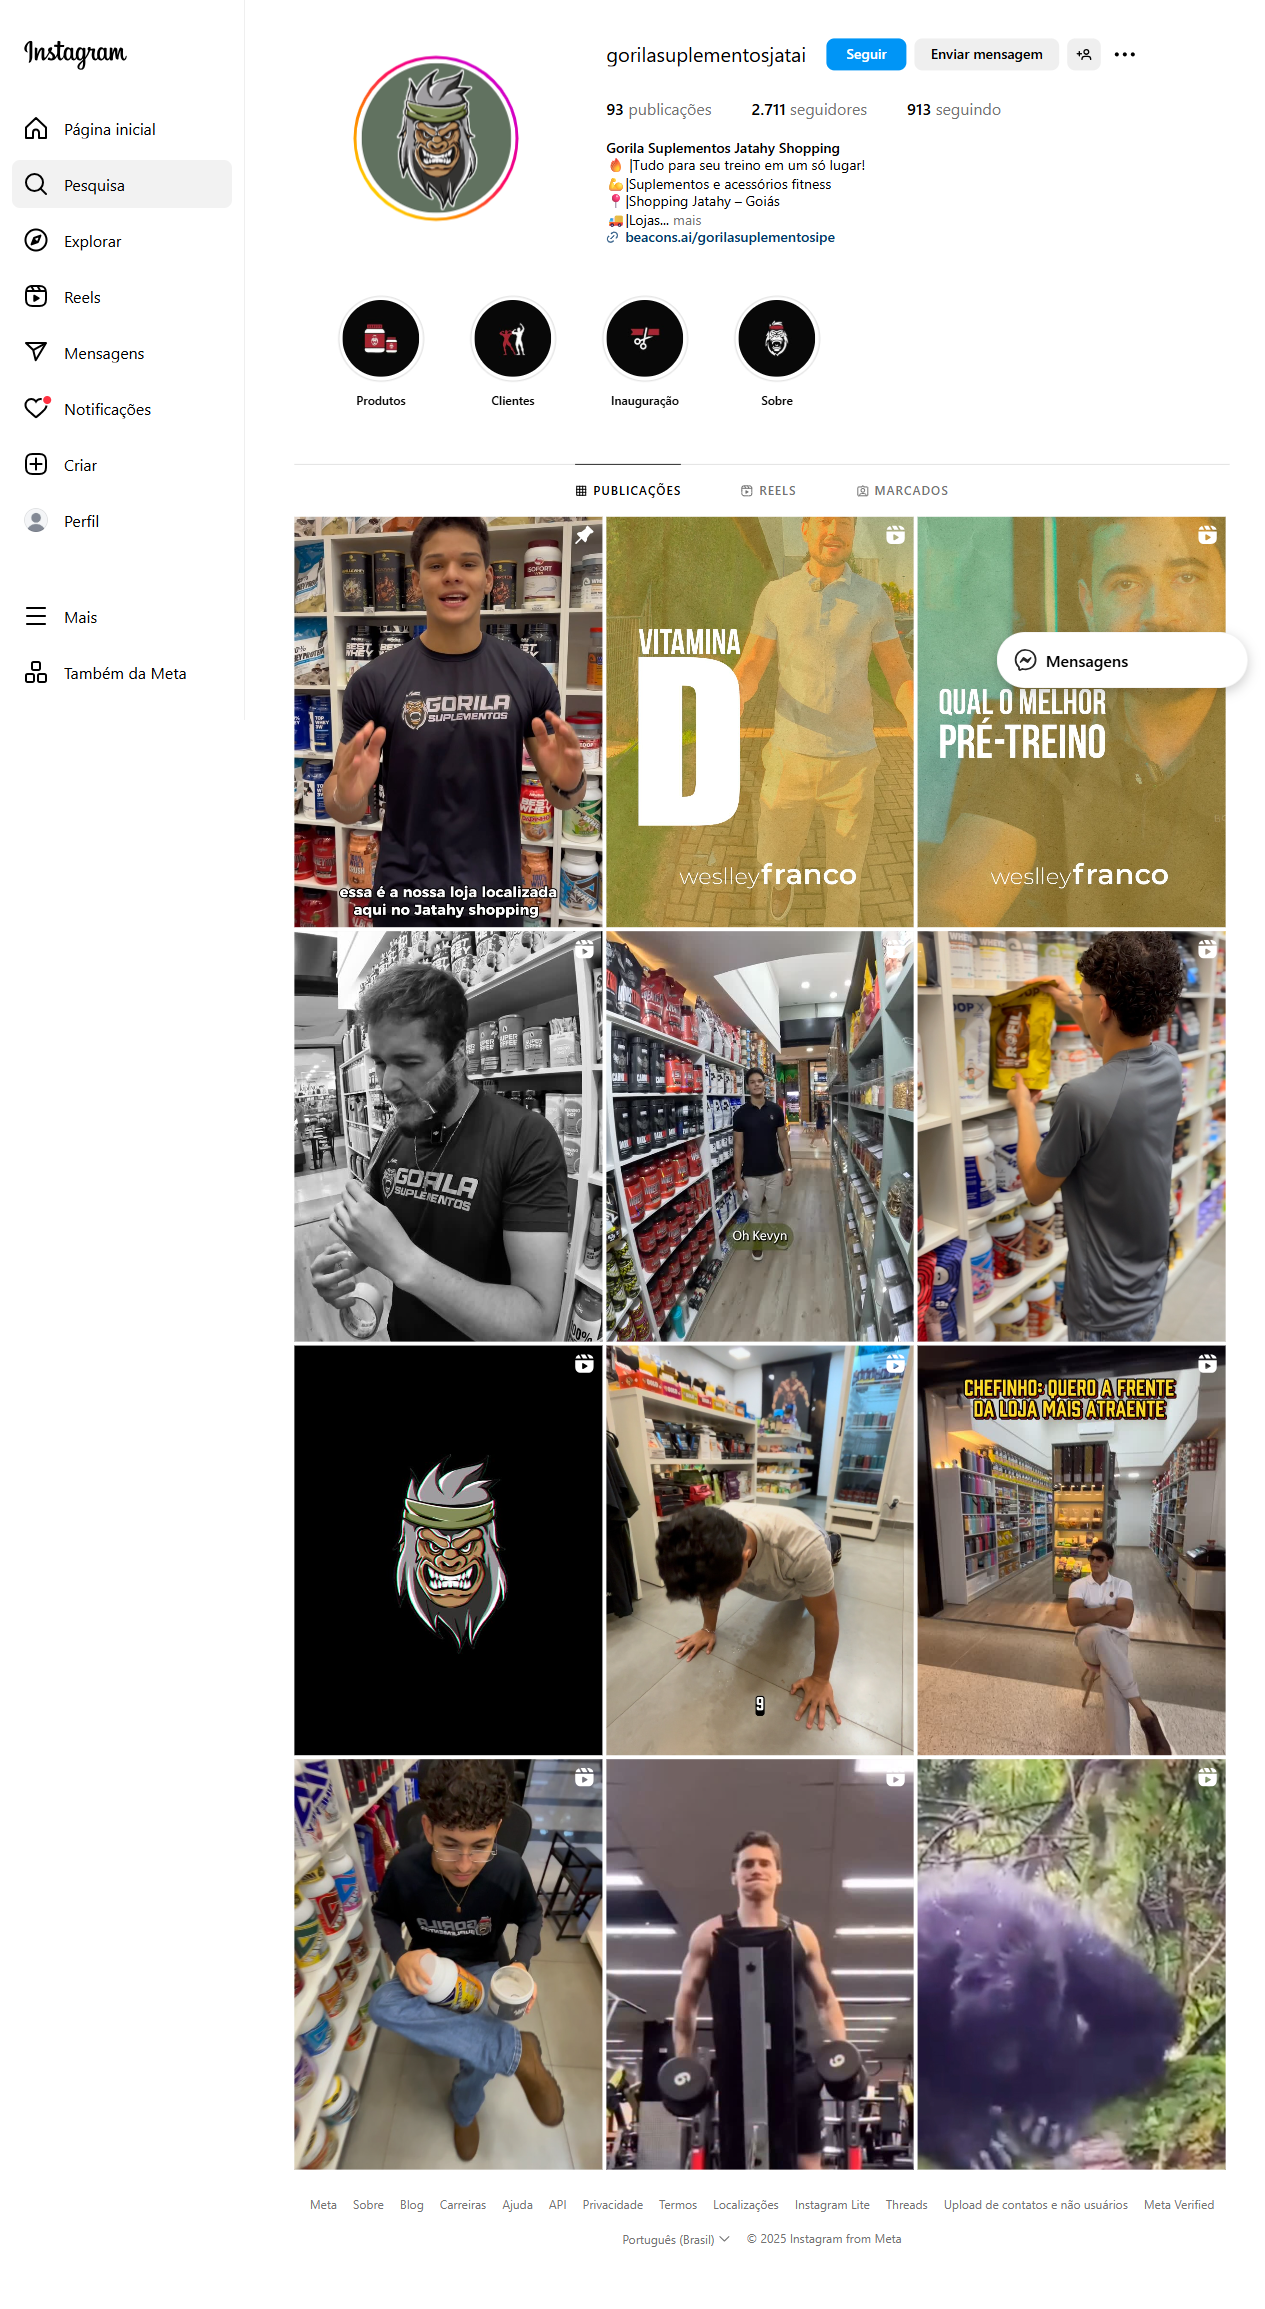 Instagram
Página inicial
Pesquisa
Explorar
Reels
Mensagens
Notificações
Criar
Perfil
Mais
Também da Meta
gorilasuplementosjatai
Seguir
Enviar mensagem
93 publicações
2.711 seguidores
913 seguindo
Gorila Suplementos Jatahy Shopping
🔥 |Tudo para seu treino em um só lugar!
💪|Suplementos e acessórios fitness
📍|Shopping Jatahy – Goiás
🚚|Lojas... mais
beacons.ai/gorilasuplementosipe
Produtos
Clientes
Inauguração
Sobre
PUBLICAÇÕES
REELS
MARCADOS
GORILA
SUPLEMENTOS
essa é a nossa loja localizada
aqui no Jatahy shopping
VITAMINA
D
weslleyfranco
Mensagens
QUAL O MELHOR
PRÉ-TREINO
weslleyfranco
GORILA
SUPLEMENTOS
Oh Kevyn
9
CHEFINHO: QUERO A FRENTE
DA LOJA MAIS ATRAENTE
GORILA
SUPLEMENTOS
Meta
Sobre
Blog
Carreiras
Ajuda
API
Privacidade
Termos
Localizações
Instagram Lite
Threads
Upload de contatos e não usuários
Meta Verified
Português (Brasil)
© 2025 Instagram from Meta